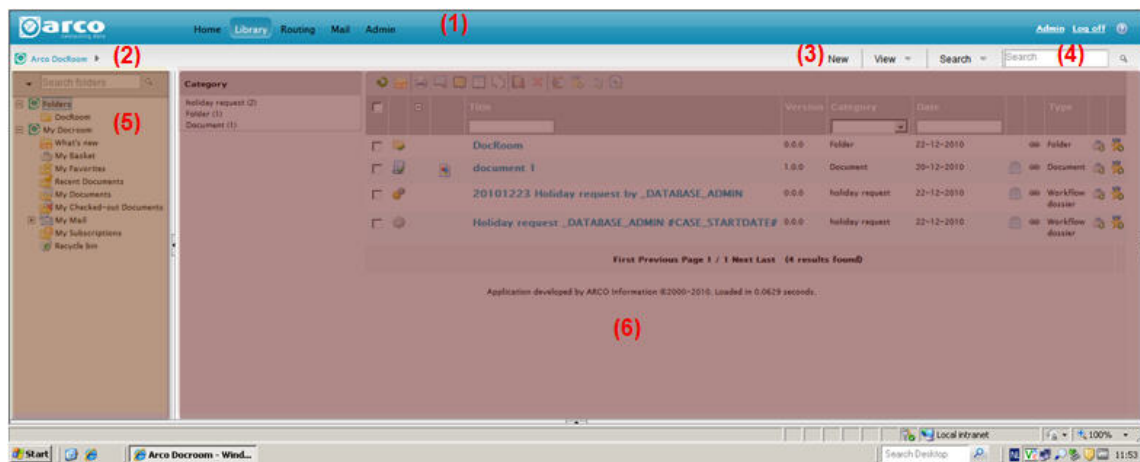 arco
Home Library Routing Mail Admin (1) Admin Log off
Arco DocRoom (2) (3) New View Search Search (4)
Search folders
Folders
DocRoom
(5)
My Docroom
What's new
My Basket
My Favorites
Recent Documents
My Documents
My Checked-out Documents
My Mail
My Subscriptions
Recycle bin
Category
holiday request (2)
Folder (1)
Document (1)
Title Version Category Date Type
DocRoom 0.0.0 Folder 22-12-2010 Folder
document 1 1.0.0 Document 20-12-2010 Document
20101223 Holiday request by _DATABASE_ADMIN 0.0.0 holiday request 22-12-2010 Workflow dossier
Holiday request _DATABASE_ADMIN #CASE_STARTDATE# 0.0.0 holiday request 22-12-2010 Workflow dossier
First Previous Page 1 / 1 Next Last (4 results found)
Application developed by ARCO Information ©2000-2010. Loaded in 0.0629 seconds.
(6)
Local intranet 100%
Start Arco Docroom - Wind... Search Desktop NL 11:53